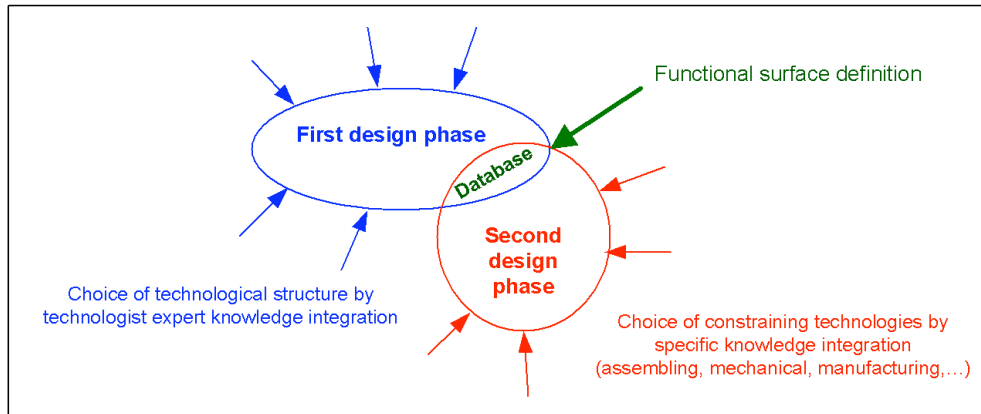 Functional surface definition
First design phase
Database
Second
design
phase
Choice of technological structure by
technologist expert knowledge integration
Choice of constraining technologies by
specific knowledge integration
(assembling, mechanical, manufacturing,...)